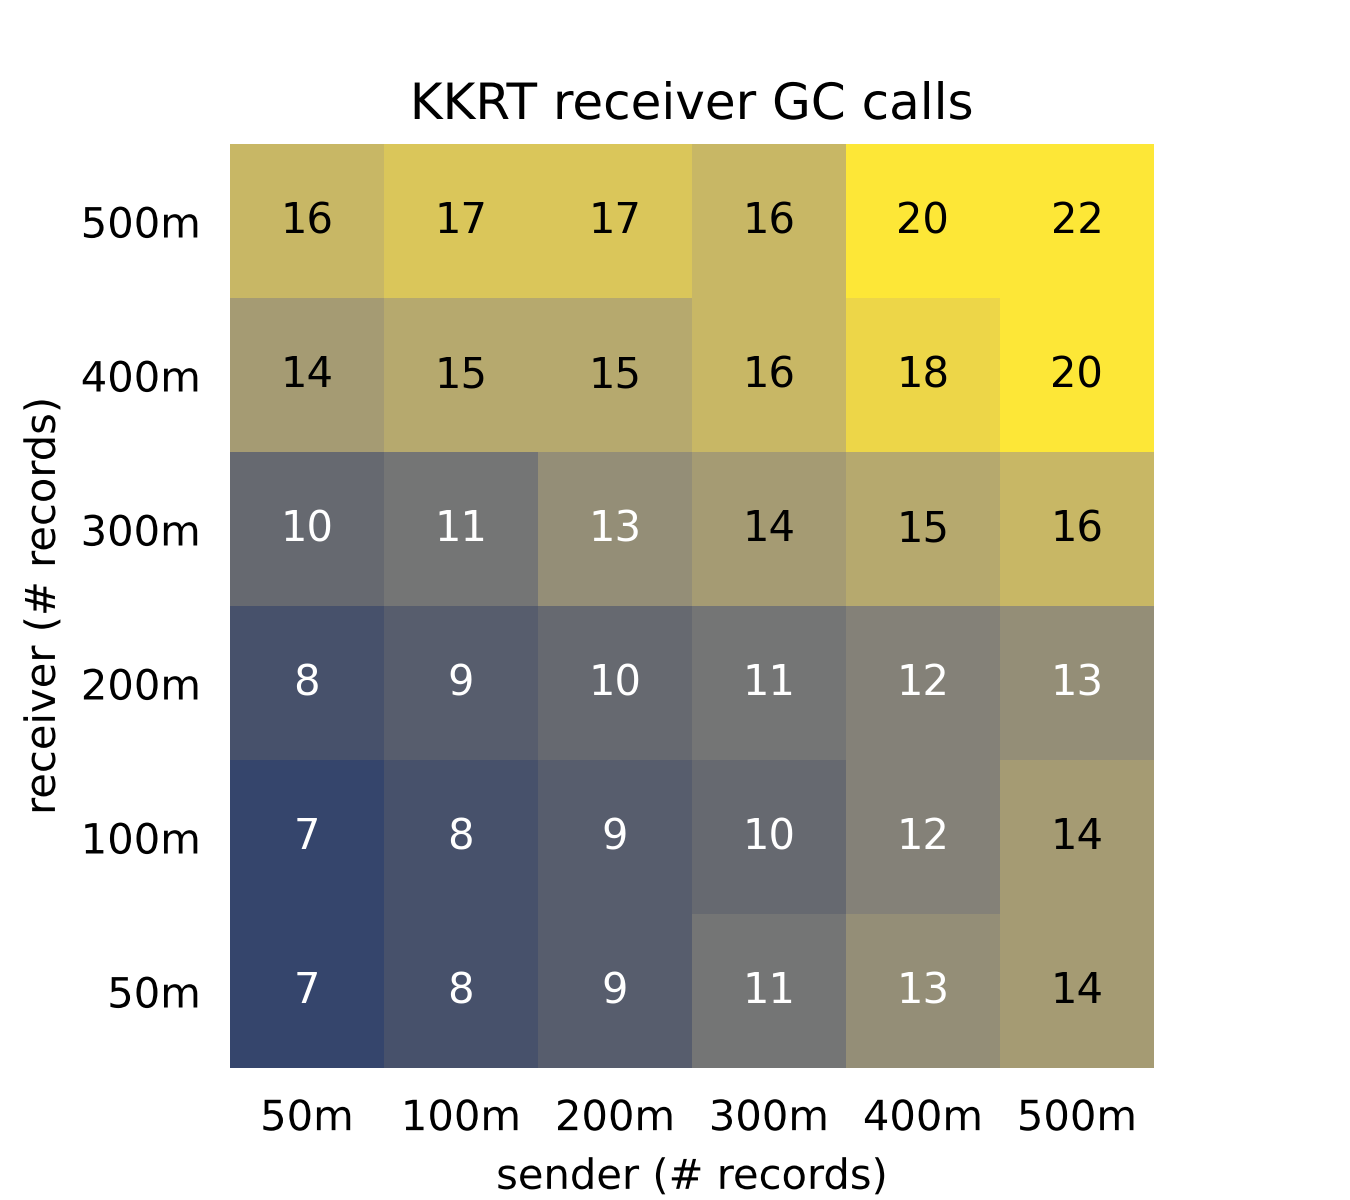 KKRT receiver GC calls
500m 16 17 17 16 20 22
400m 14 15 15 16 18 20
300m 10 11 13 14 15 16
200m 8 9 10 11 12 13
100m 7 8 9 10 12 14
50m 7 8 9 11 13 14
50m 100m 200m 300m 400m 500m
sender (# records)
receiver (# records)